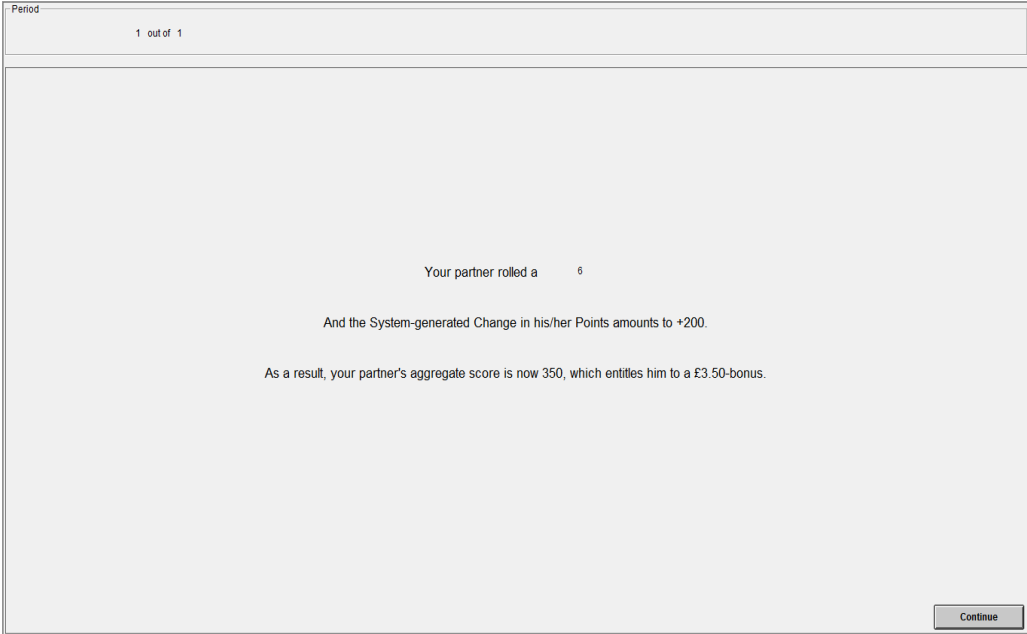 Period
1 out of 1
Your partner rolled a 6
And the System-generated Change in his/her Points amounts to +200.
As a result, your partner's aggregate score is now 350, which entitles him to a £3.50-bonus.
Continue